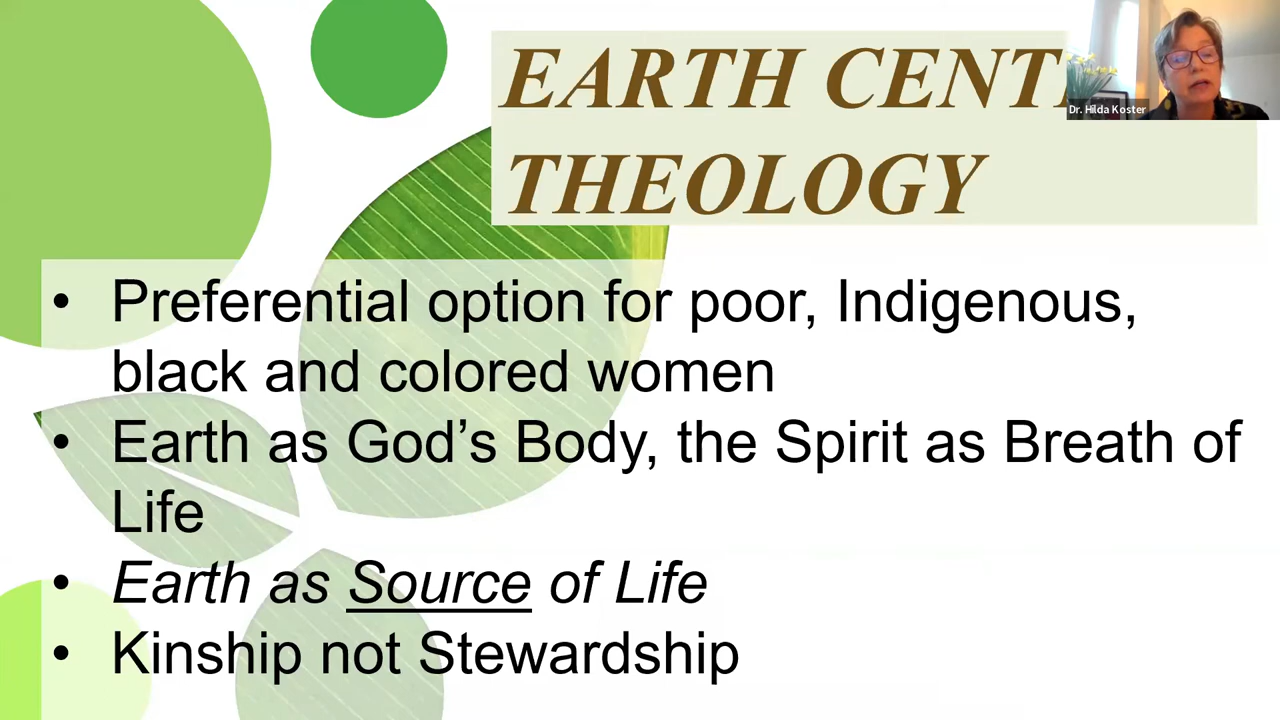 EARTH CENT
THEOLOGY
Dr. Hilda Koster
• Preferential option for poor, Indigenous,
black and colored women
• Earth as God’s Body, the Spirit as Breath of
Life
• Earth as Source of Life
• Kinship not Stewardship